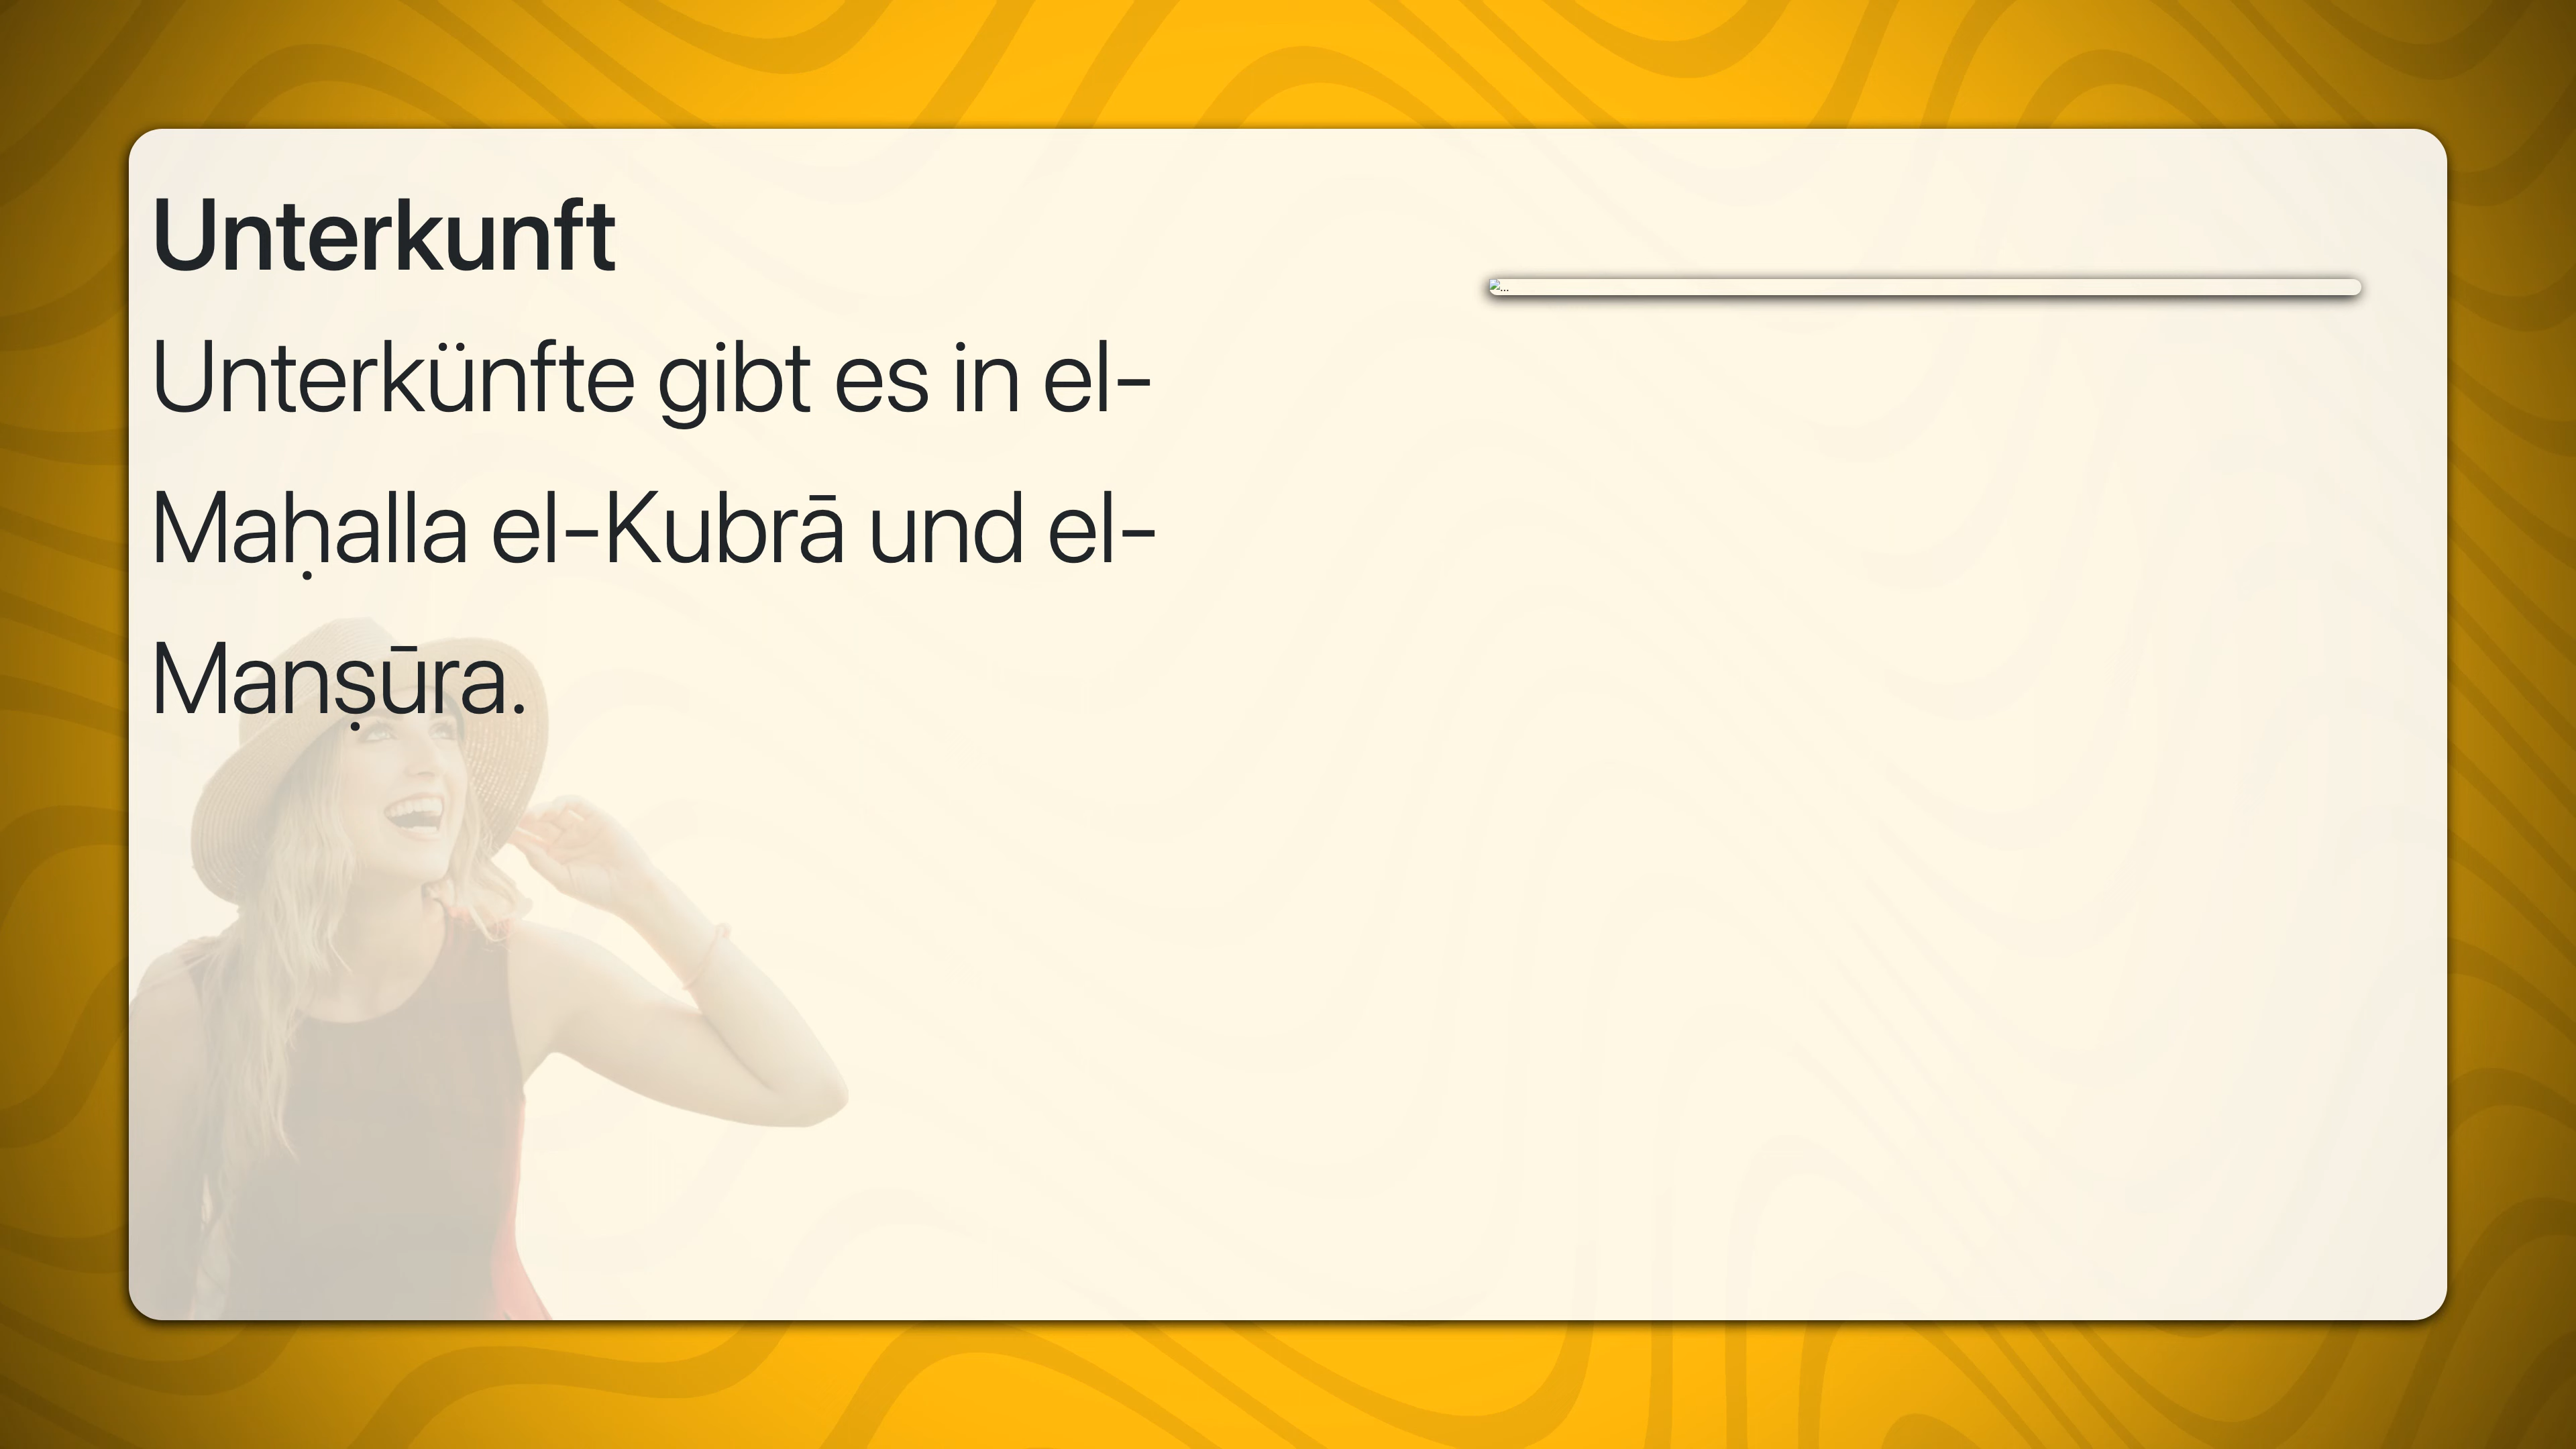 Unterkunft
Unterkünfte gibt es in el-
Maḥalla el-Kubrā und el-
Manṣūra.
...